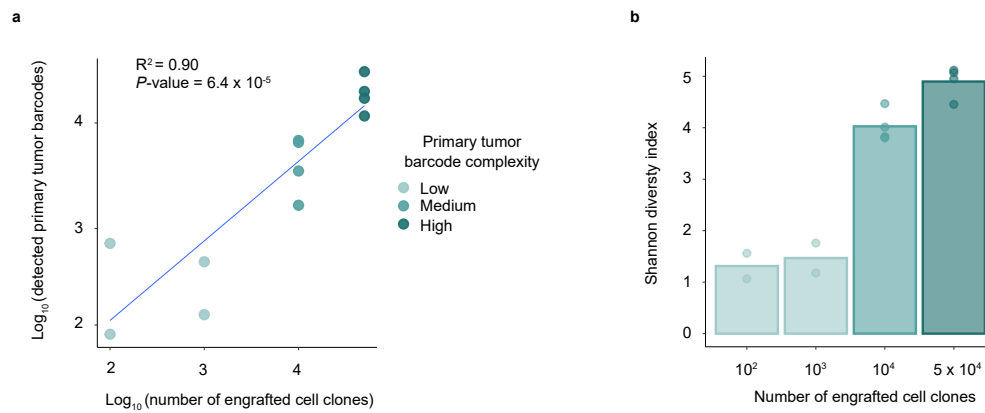 a
R² = 0.90
P-value = 6.4 x 10⁻⁵
Log₁₀ (detected primary tumor barcodes)
4
3
2
2 3 4
Log₁₀ (number of engrafted cell clones)
Primary tumor
barcode complexity
Low
Medium
High
b
Shannon diversty index
5
4
3
2
1
0
10² 10³ 10⁴ 5 x 10⁴
Number of engrafted cell clones